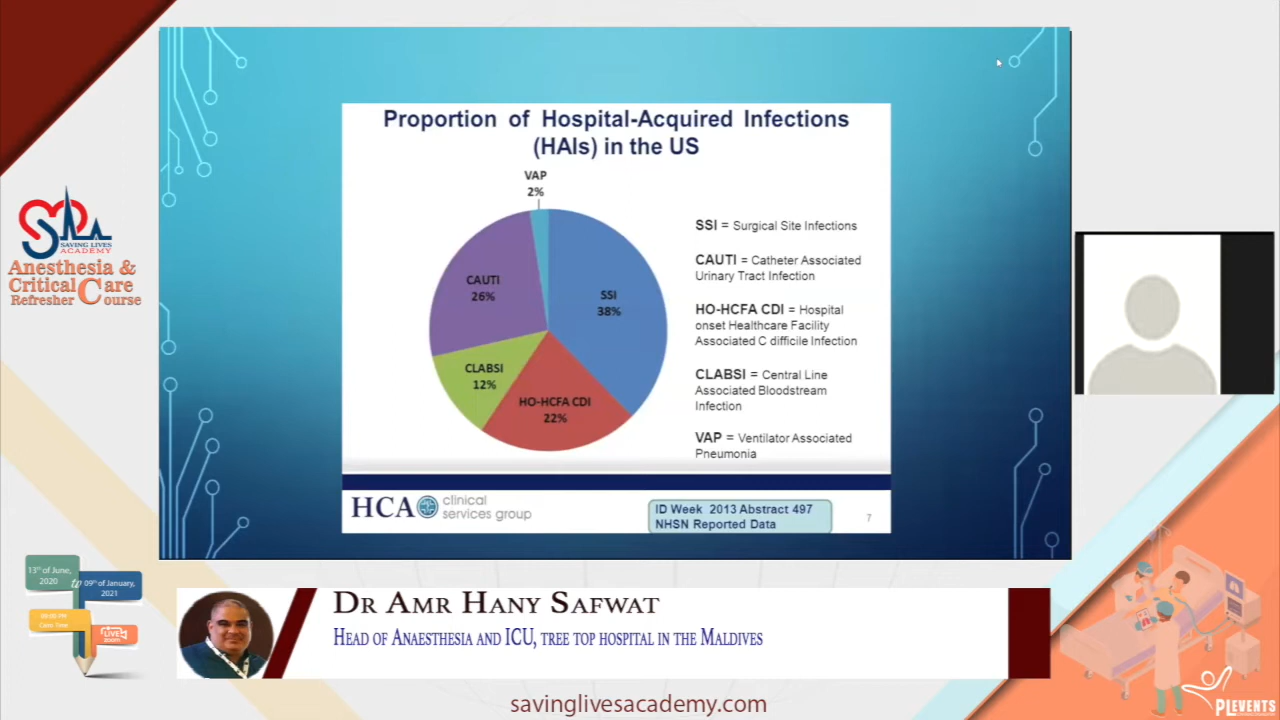 Proportion of Hospital-Acquired Infections
(HAIs) in the US
VAP
2%
CAUTI
26%
SSI
38%
CLABSI
12%
HO-HCFA CDI
22%
SSI = Surgical Site Infections
CAUTI = Catheter Associated
Urinary Tract Infection
HO-HCFA CDI = Hospital
onset Healthcare Facility
Associated C difficile Infection
CLABSI = Central Line
Associated Bloodstream
Infection
VAP = Ventilator Associated
Pneumonia
HCA clinical
services group
ID Week 2013 Abstract 497
NHSN Reported Data
7
SAVING LIVES
ACADEMY
Anesthesia &
Critical Care
Refresher Course
13th of June,
2020
to
09th of January,
2021
Cairo Time
LIVE
zoom
Dr Amr Hany Safwat
Head of Anaesthesia and ICU, tree top hospital in the Maldives
savinglivesacademy.com
PLEVENTS